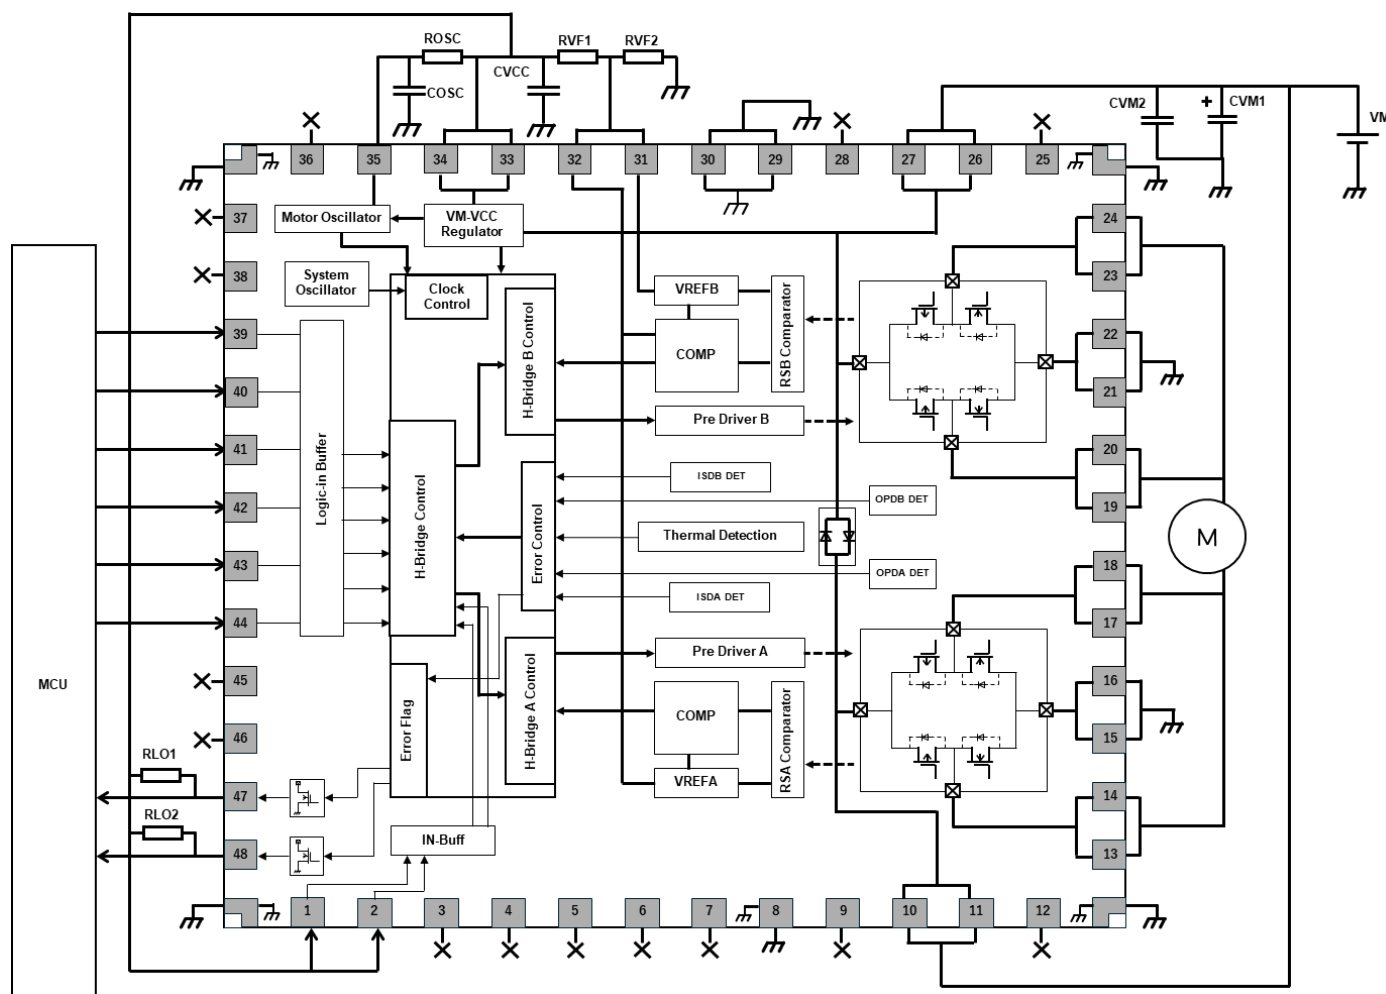 ROSC
RVF1
RVF2
CVCC
COSC
CVM2
+
CVM1
VM
36
35
34
33
32
31
30
29
28
27
26
25
37
Motor Oscillator
VM-VCC
Regulator
24
38
System
Oscillator
Clock
Control
23
VREFB
39
COMP
RSB Comparator
H-Bridge B Control
22
40
21
Pre Driver B
41
Logic-in Buffer
20
H-Bridge Control
ISDB DET
OPDB DET
42
Error Control
19
Thermal Detection
M
43
OPDA DET
18
ISDA DET
44
17
Pre Driver A
MCU
45
H-Bridge A Control
COMP
RSA Comparator
16
Error Flag
46
15
RLO1
VREFA
47
14
RLO2
IN-Buff
48
13
1
2
3
4
5
6
7
8
9
10
11
12